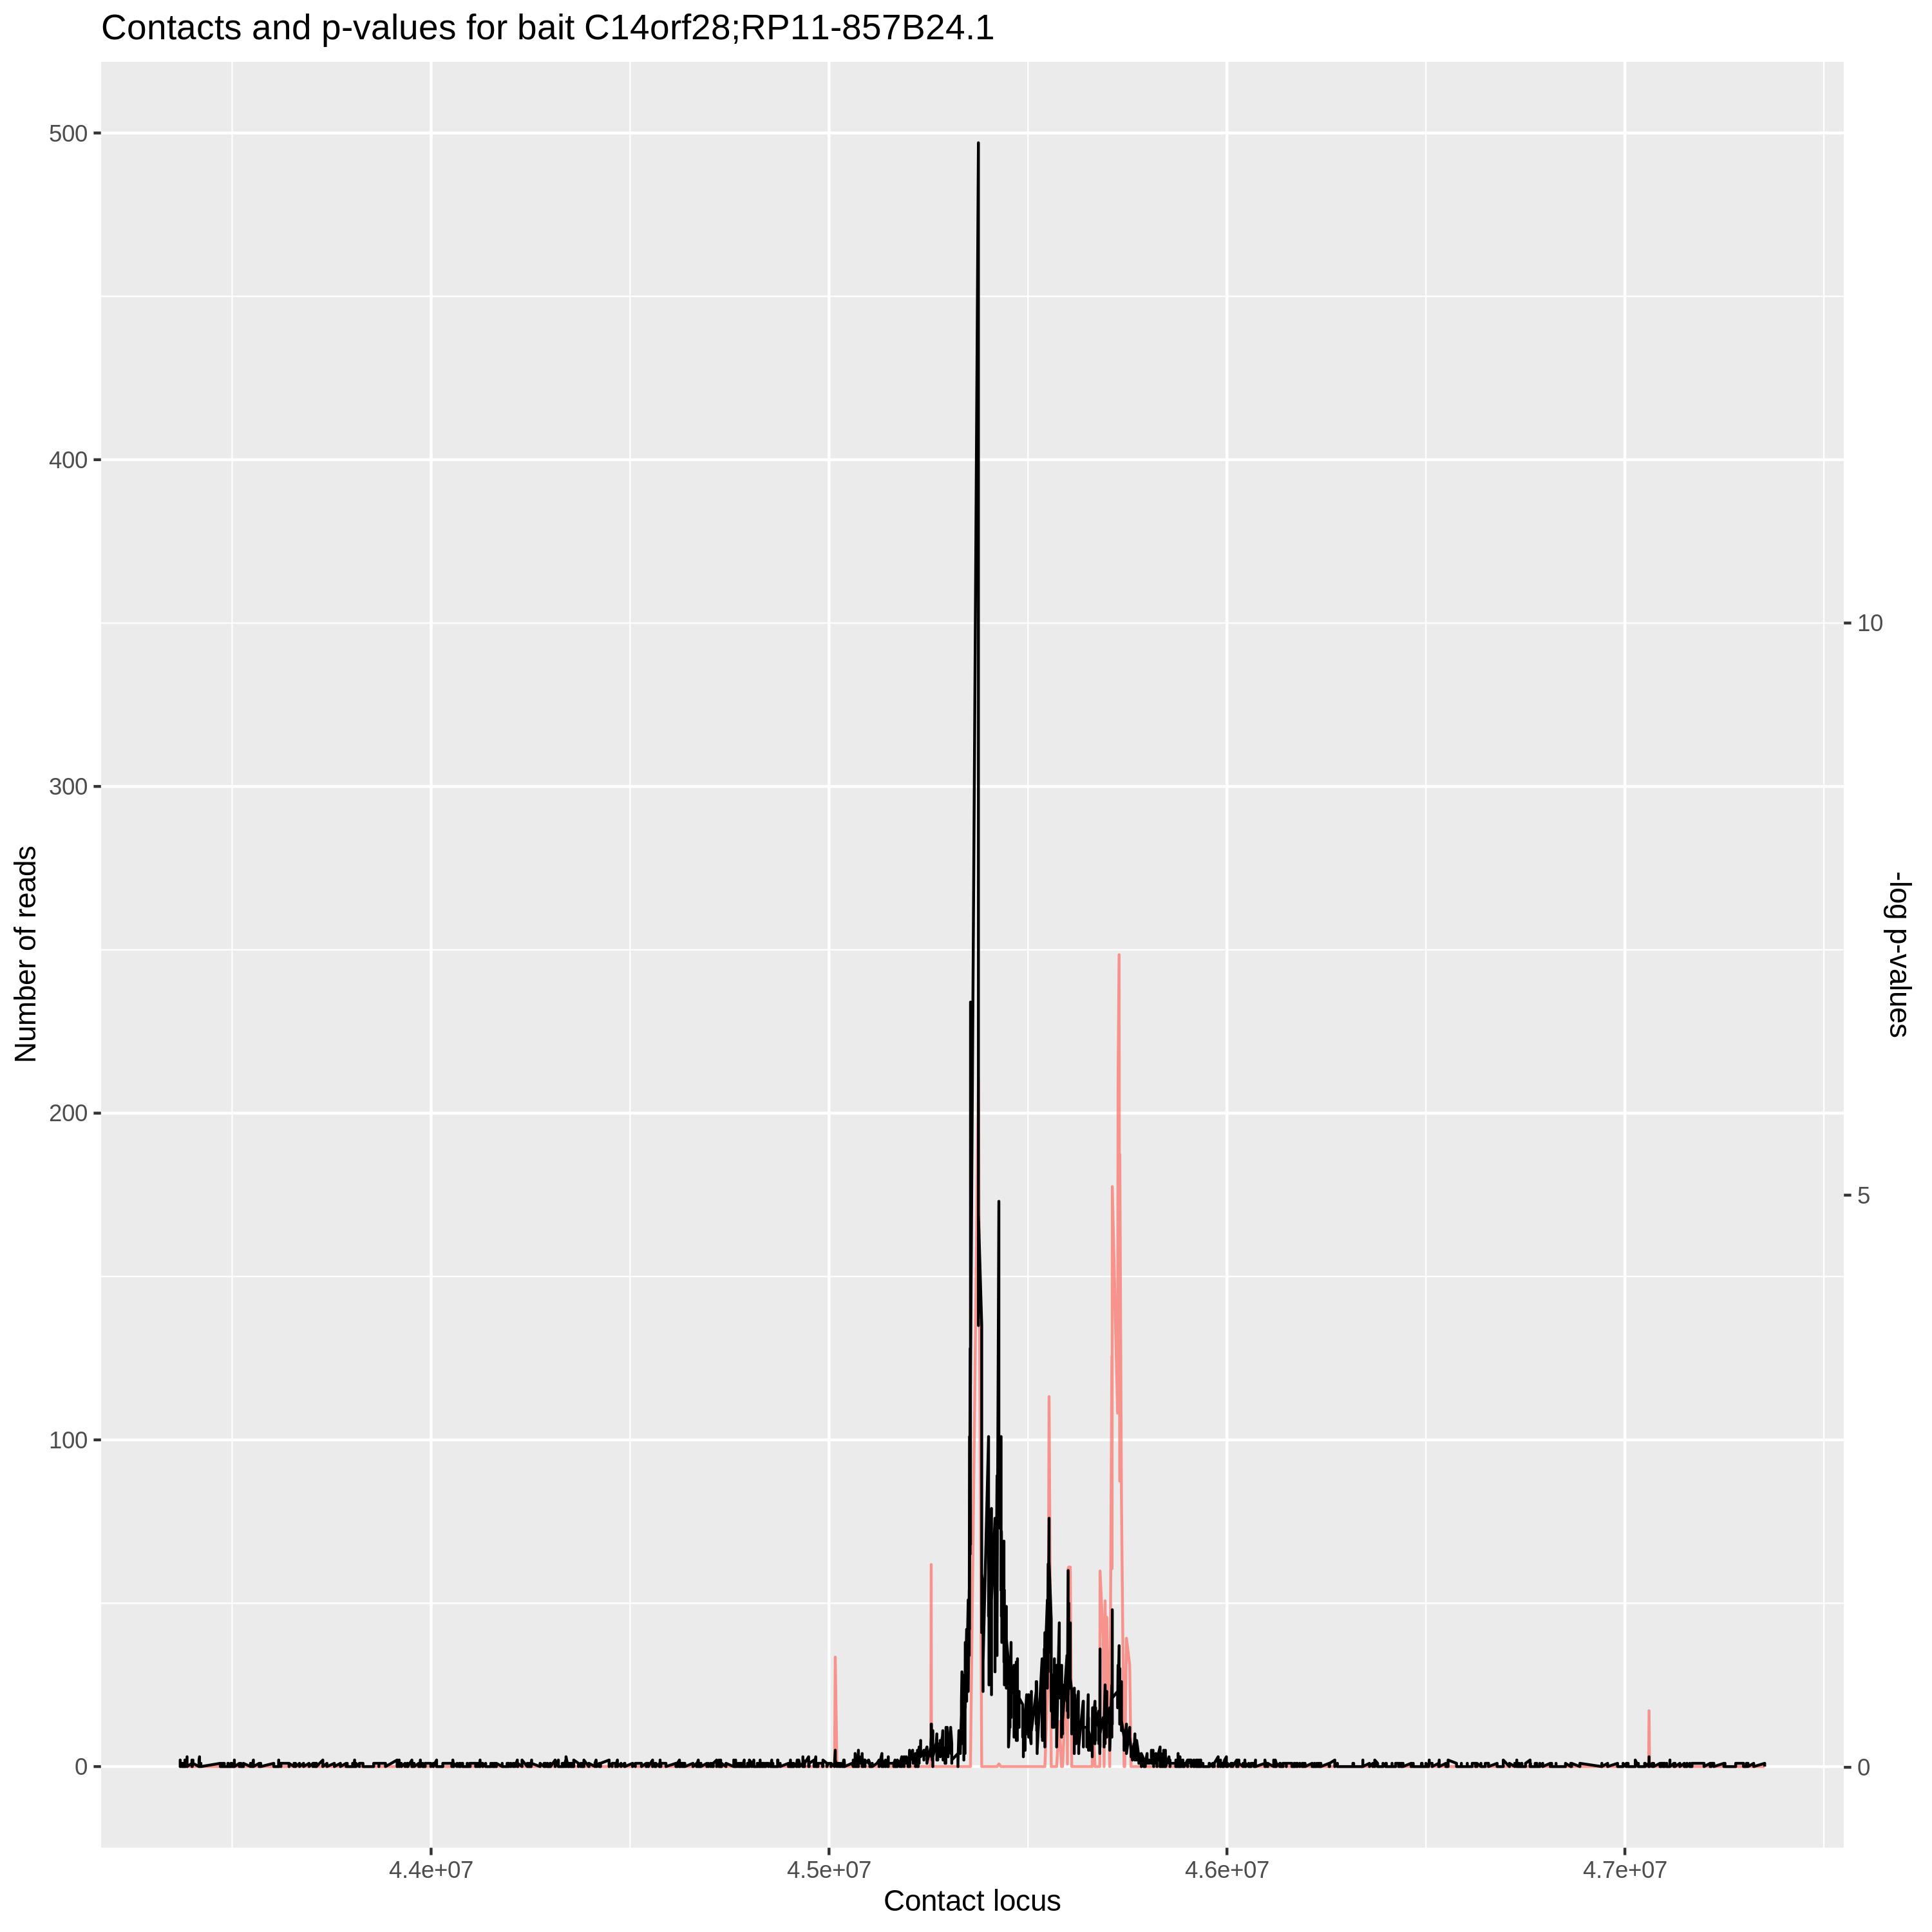 Contacts and p-values for bait C14orf28;RP11-857B24.1
500
400
300
200
100
0
Number of reads
10
5
0
-log p-values
4.4e+07 4.5e+07 4.6e+07 4.7e+07
Contact locus